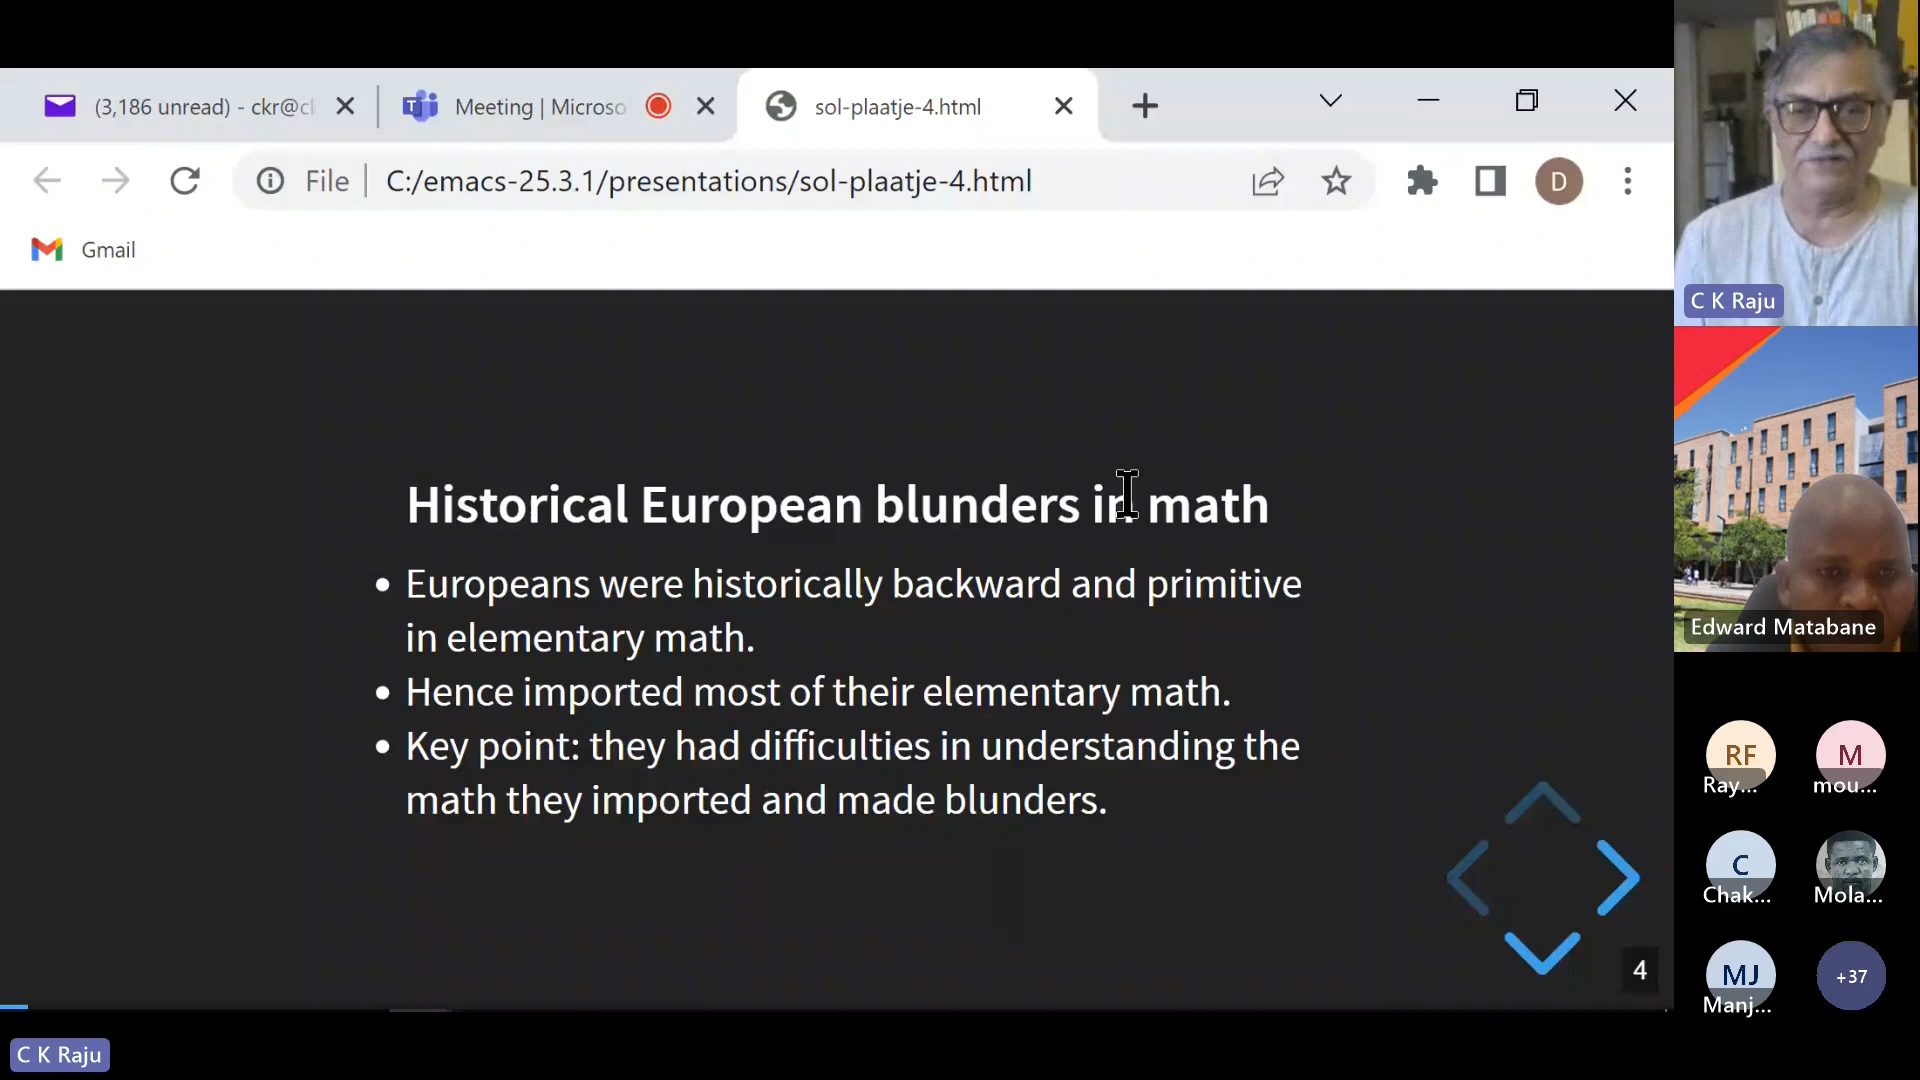 (3,186 unread) - ckr@c
Meeting | Microso
sol-plaatje-4.html
File
C:/emacs-25.3.1/presentations/sol-plaatje-4.html
D
Gmail
Historical European blunders in math
• Europeans were historically backward and primitive
in elementary math.
• Hence imported most of their elementary math.
• Key point: they had difficulties in understanding the
math they imported and made blunders.
4
C K Raju
C K Raju
Edward Matabane
RF
Ray...
M
mou...
C
Chak...
Mola...
MJ
Manj...
+37